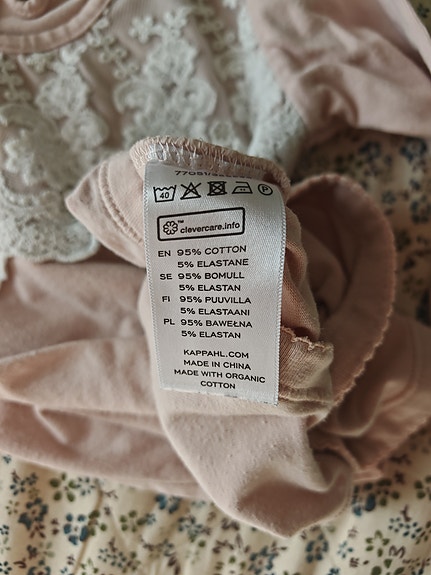 40 P
clevercare.info
EN 95% COTTON
5% ELASTANE
SE 95% BOMULL
5% ELASTAN
FI 95% PUUVILLA
5% ELASTAANI
PL 95% BAWEŁNA
5% ELASTAN
KAPPAHL.COM
MADE IN CHINA
MADE WITH ORGANIC
COTTON